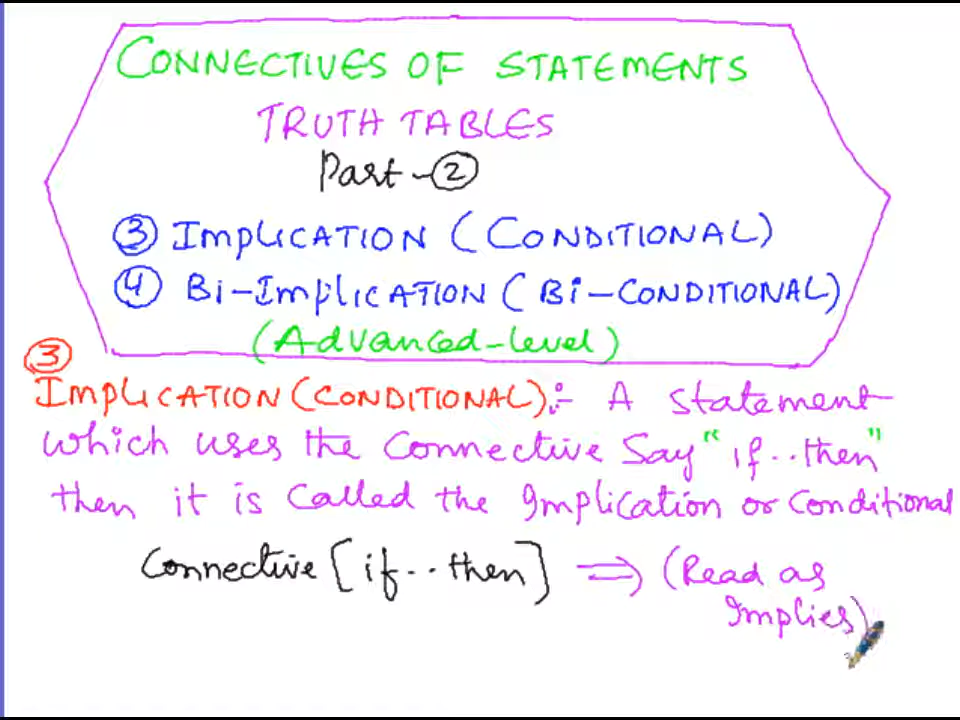 CONNECTIVES OF STATEMENTS
TRUTH TABLES
Part - ②
③ IMPLICATION (CONDITIONAL)
④ Bi-IMPLICATION (Bi-CONDITIONAL)
(Advanced-level)
③
IMPLICATION (CONDITIONAL) :- A statement
which uses the Connective Say "if..then"
then it is called the Implication or Conditional
Connective [if..then] ⇒ (Read as
Implies)